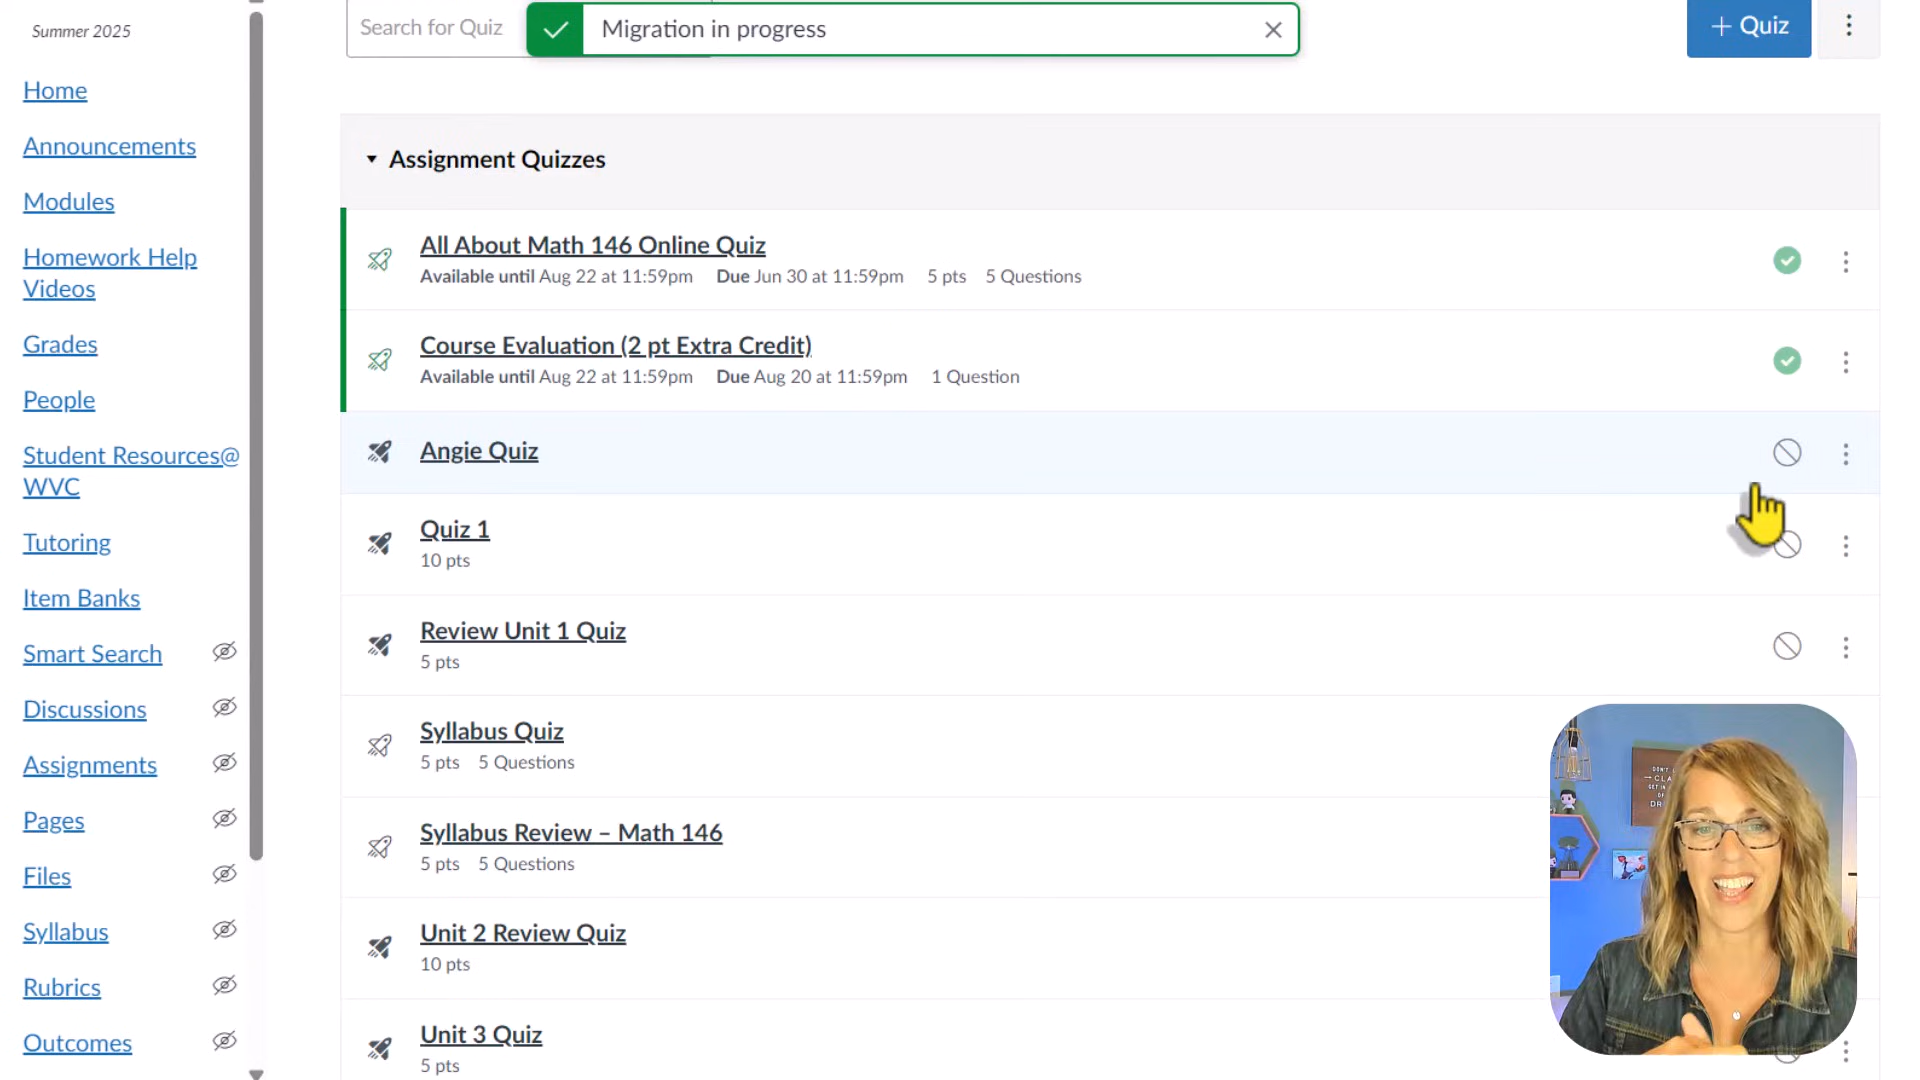 Summer 2025
Search for Quiz
Migration in progress
+ Quiz
Home
Announcements
Modules
Homework Help
Videos
Grades
People
Student Resources@
WVC
Tutoring
Item Banks
Smart Search
Discussions
Assignments
Pages
Files
Syllabus
Rubrics
Outcomes
Assignment Quizzes
All About Math 146 Online Quiz
Available until Aug 22 at 11:59pm Due Jun 30 at 11:59pm 5 pts 5 Questions
Course Evaluation (2 pt Extra Credit)
Available until Aug 22 at 11:59pm Due Aug 20 at 11:59pm 1 Question
Angie Quiz
Quiz 1
10 pts
Review Unit 1 Quiz
5 pts
Syllabus Quiz
5 pts 5 Questions
Syllabus Review – Math 146
5 pts 5 Questions
Unit 2 Review Quiz
10 pts
Unit 3 Quiz
5 pts